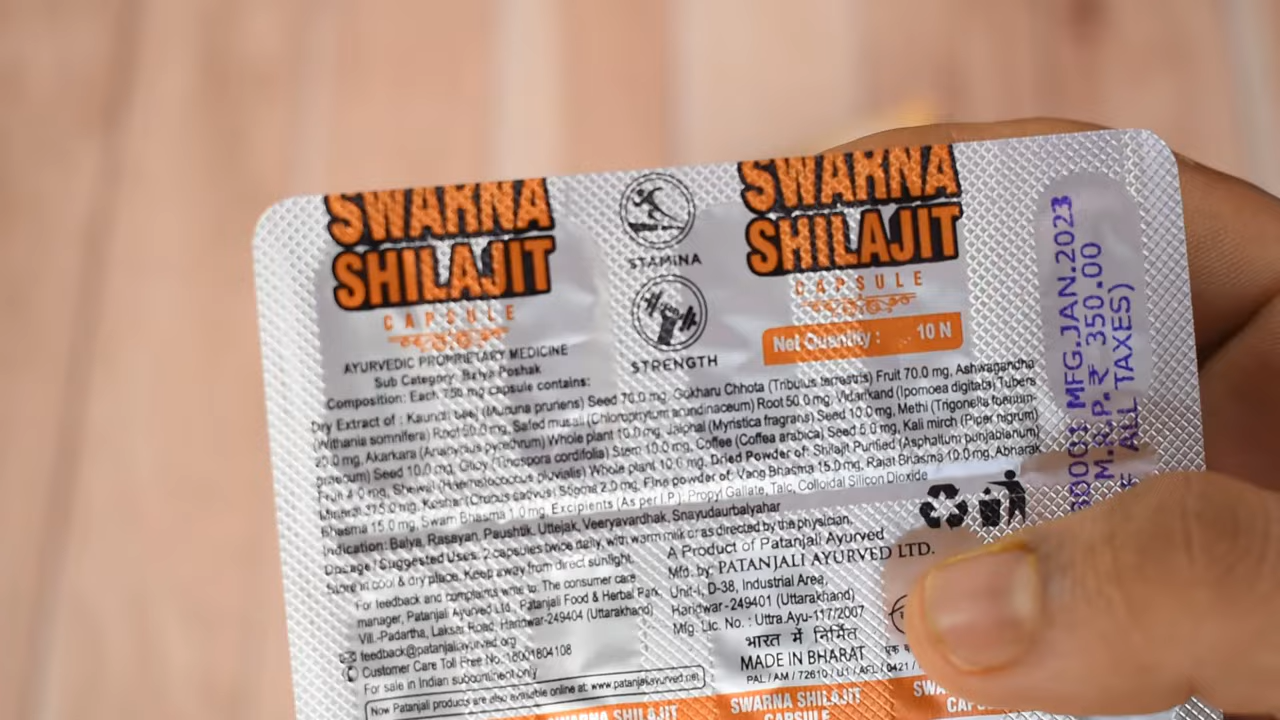 SWARNA
SHILAJIT
CAPSULE
AYURVEDIC PROPRIETARY MEDICINE
Sub Category: Balya Poshak
STAMINA
STRENGTH
SWARNA
SHILAJIT
CAPSULE
Net Quantity : 10 N
Composition: Each 750 mg capsule contains:
Dry Extract of : Kaunch beej (Mucuna pruriens) Seed 70.0 mg, Gokharu Chhota (Tribulus terrestris) Fruit 70.0 mg, Ashwagandha
(Withania somnifera) Root 50.0 mg, Safed musali (Chlorophytum arundinaceum) Root 50.0 mg, Vidarikand (Ipomoea digitata) Tubers
20.0 mg, Akarkara (Anacyclus pyrethrum) Whole plant 10.0 mg, Jaiphal (Myristica fragrans) Seed 10.0 mg, Methi (Trigonella foenum-
graecum) Seed 10.0 mg, Giloy (Tinospora cordifolia) Stem 10.0 mg, Coffee (Coffea arabica) Seed 5.0 mg, Kali mirch (Piper nigrum)
Fruit 4.0 mg, (Haematococcus pluvialis) Whole plant 10.0 mg, Dried Powder of: Shilajit Purified (Asphaltum punjabianum)
Mineral 375.0 mg, Keshar (Crocus sativus) Stigma 2.0 mg, Fine powder of: Vang Bhasma 15.0 mg, Rajat Bhasma 10.0 mg, Abharak
Bhasma 15.0 mg, Swarn Bhasma 1.0 mg, Excipients (As per I.P.): Propyl Gallate, Talc, Colloidal Silicon Dioxide
Indication: Balya, Rasayan, Paushtik, Uttejak, Veeryavardhak, Snayudaurbalyahar
Dosage / Suggested Uses: 2 capsules twice daily, with warm milk or as directed by the physician.
Store in cool & dry place. Keep away from direct sunlight.
For feedback and complaints write to: The consumer care
manager, Patanjali Ayurved Ltd., Patanjali Food & Herbal Park,
Vill.-Padartha, Laksar Road, Haridwar-249404 (Uttarakhand)
feedback@patanjaliayurved.org
Customer Care Toll Free No. 18001804108
For sale in Indian subcontinent only
Now Patanjali products are also available online at: www.patanjaliayurved.net
A Product of Patanjali Ayurved
Mfd. by: PATANJALI AYURVED LTD.
Unit-I, D-38, Industrial Area,
Haridwar-249401 (Uttarakhand)
Mfg. Lic. No. : Uttra.Ayu-117/2007
भारत में निर्मित
MADE IN BHARAT
PAL / AM / 72610 / U1 / AFL / 0421 /
MFG.JAN.2023
M.R.P. ₹ 350.00
ALL TAXES)
SWARNA SHILAJIT
SWARNA SHILAJIT
CAPSULE